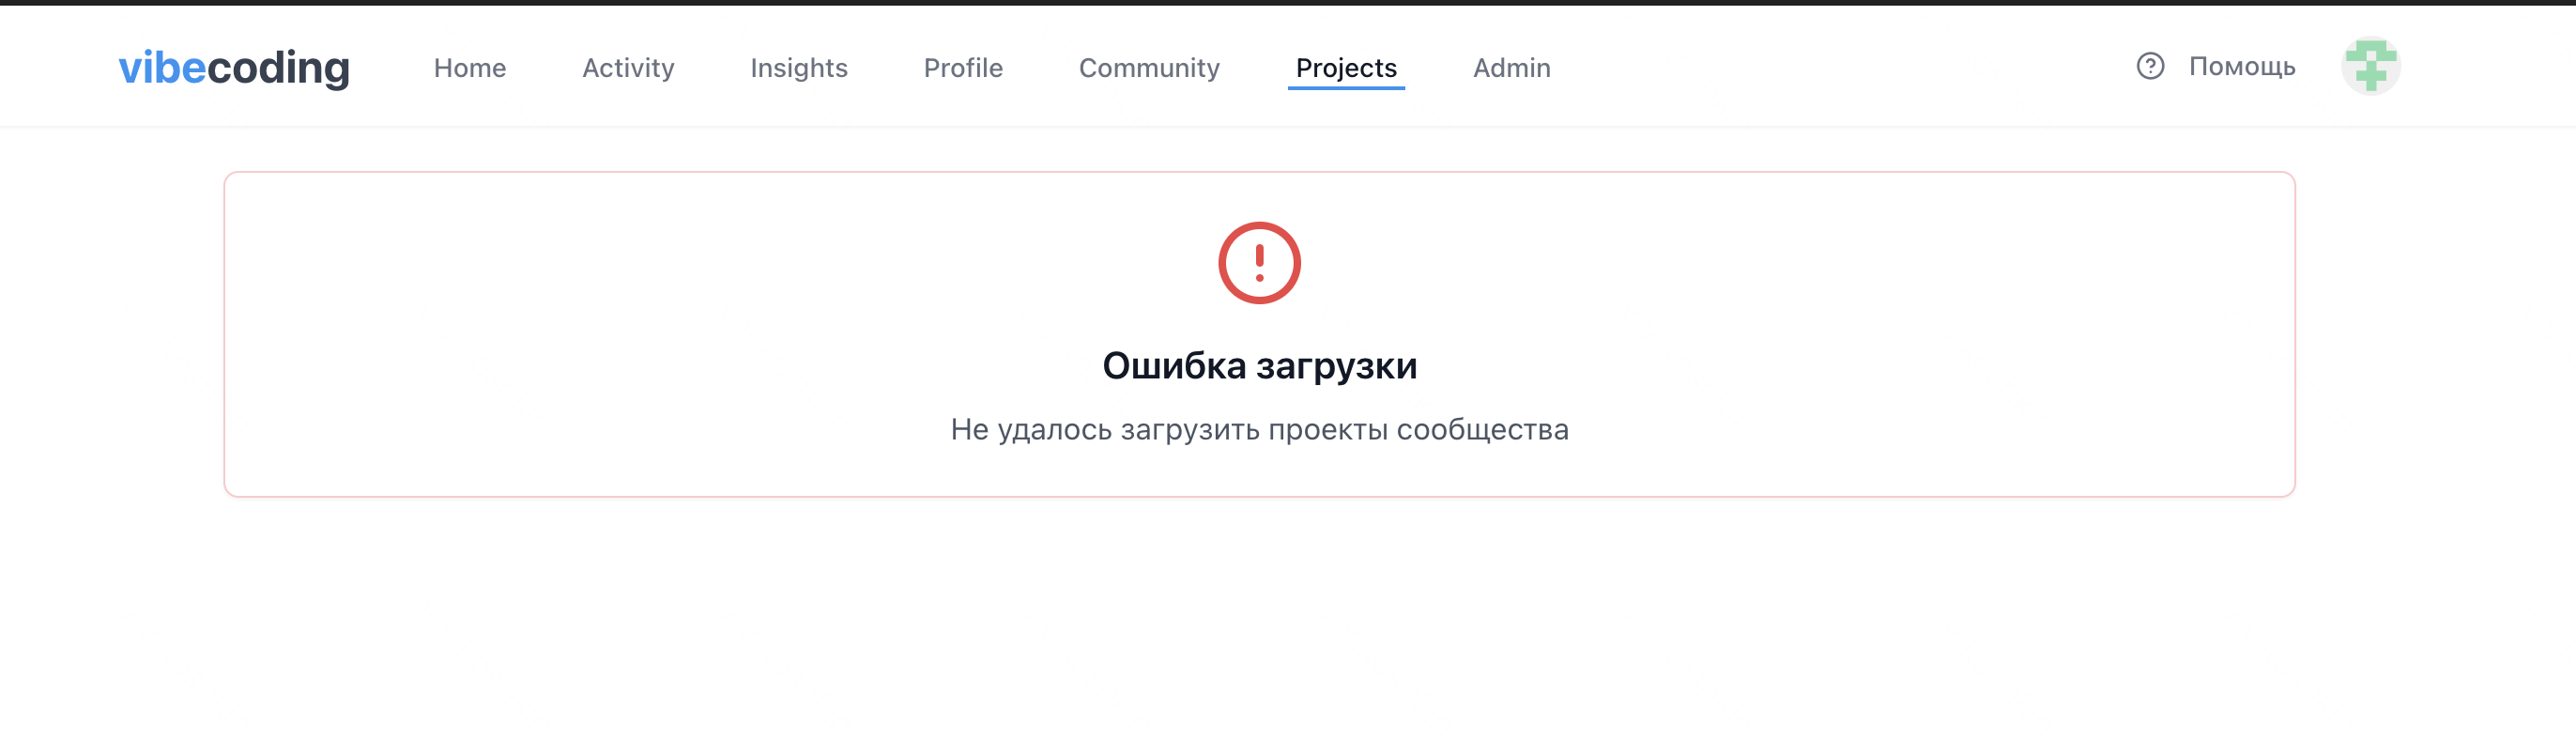 vibecoding Home Activity Insights Profile Community Projects Admin Помощь
Ошибка загрузки
Не удалось загрузить проекты сообщества